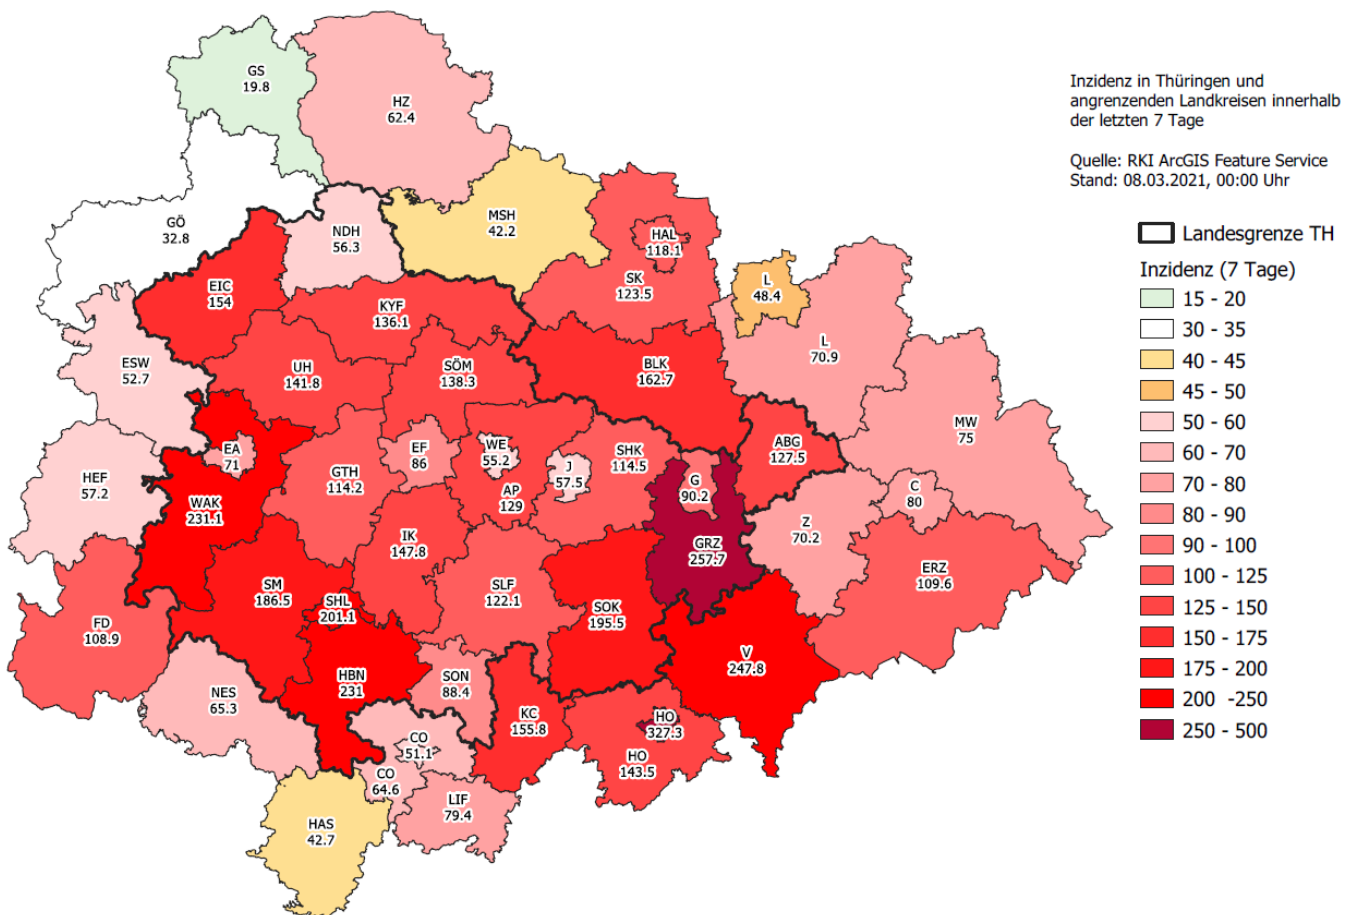 GS
19.8
HZ
62.4
Inzidenz in Thüringen und
angrenzenden Landkreisen innerhalb
der letzten 7 Tage
Quelle: RKI ArcGIS Feature Service
Stand: 08.03.2021, 00:00 Uhr
Landesgrenze TH
Inzidenz (7 Tage)
15 - 20
30 - 35
40 - 45
45 - 50
50 - 60
60 - 70
70 - 80
80 - 90
90 - 100
100 - 125
125 - 150
150 - 175
175 - 200
200 -250
250 - 500
GÖ
32.8
NDH
56.3
MSH
42.2
HAL
118.1
EIC
154
KYF
136.1
SK
123.5
L
48.4
L
70.9
ESW
52.7
UH
141.8
SÖM
138.3
BLK
162.7
MW
75
HEF
57.2
EA
71
WAK
231.1
GTH
114.2
EF
86
WE
55.2
AP
129
J
57.5
SHK
114.5
G
90.2
ABG
127.5
C
80
Z
70.2
GRZ
257.7
ERZ
109.6
IK
147.8
SM
186.5
SHL
201.1
SLF
122.1
SOK
195.5
FD
108.9
V
247.8
NES
65.3
HBN
231
SON
88.4
KC
155.8
HO
327.3
HO
143.5
CO
51.1
CO
64.6
LIF
79.4
HAS
42.7